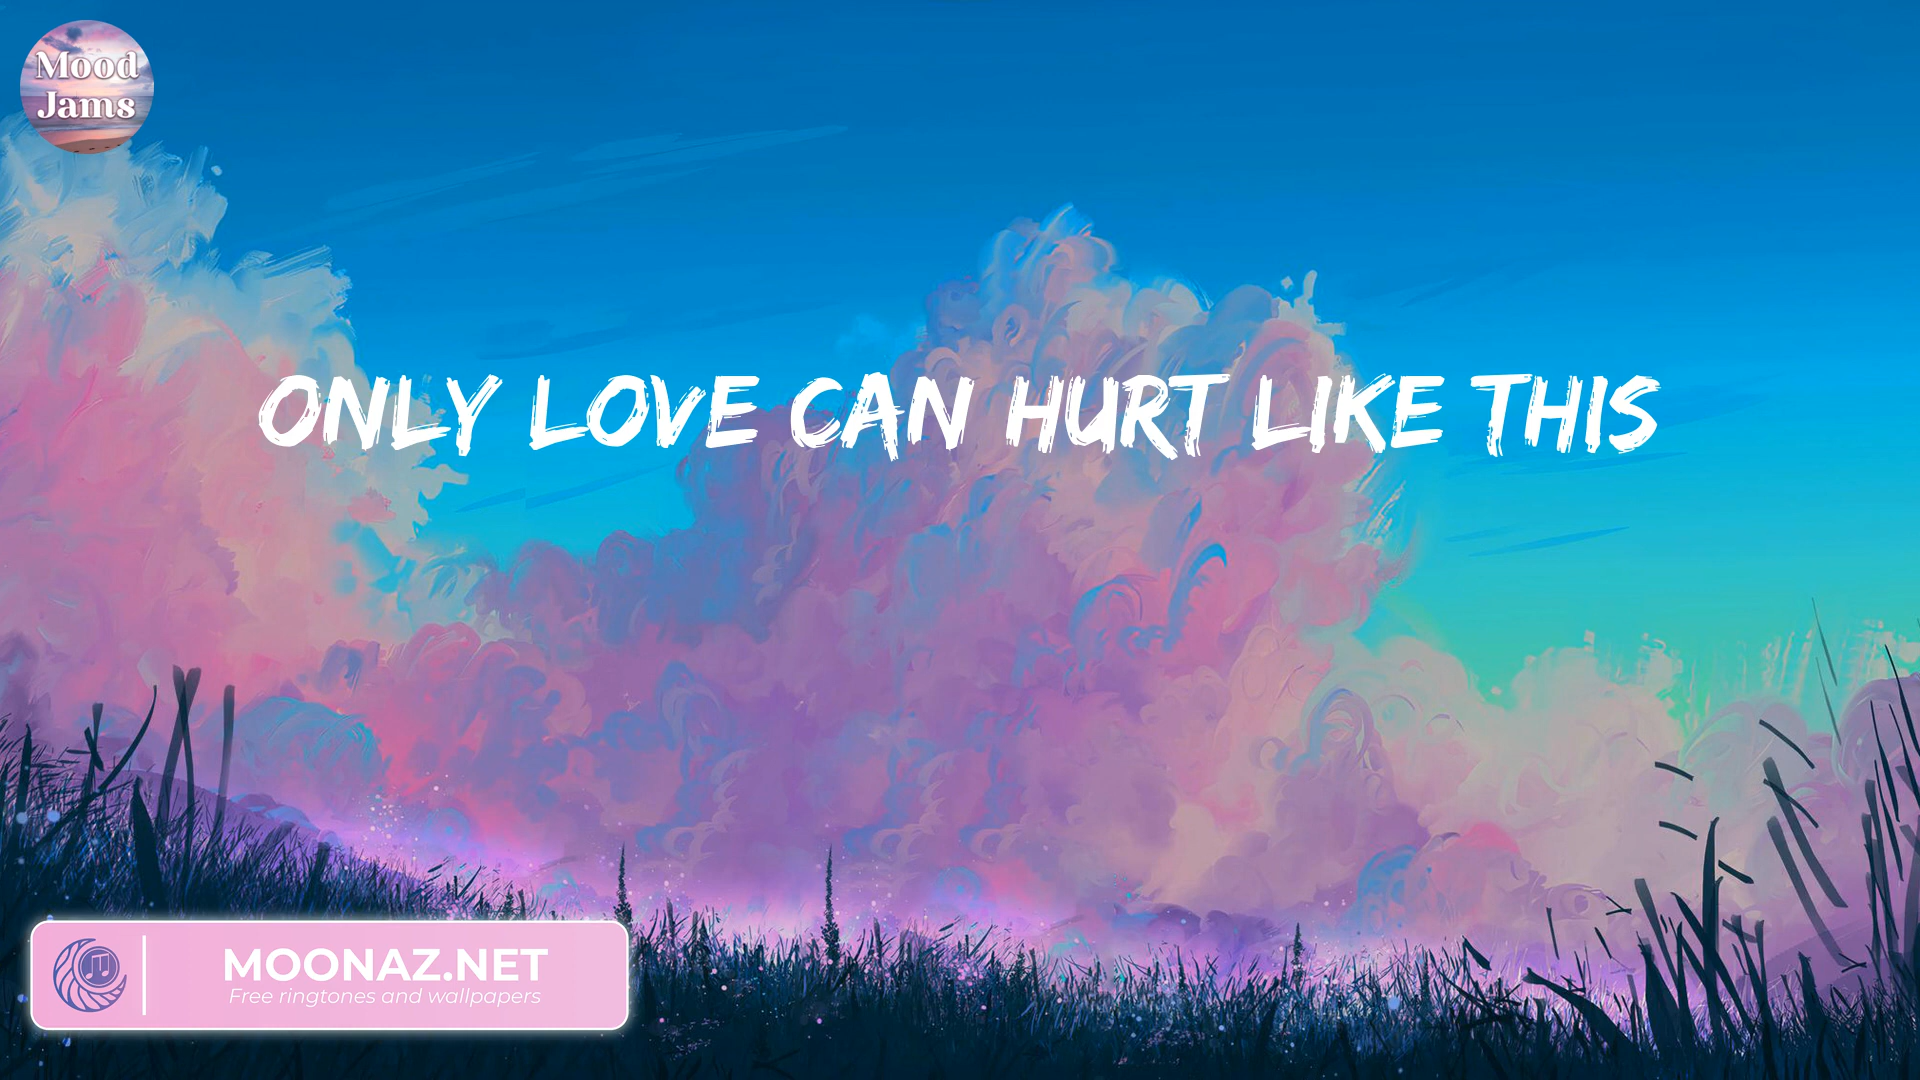 Mood
Jams
ONLY LOVE CAN HURT LIKE THIS
MOONAZ.NET
Free ringtones and wallpapers